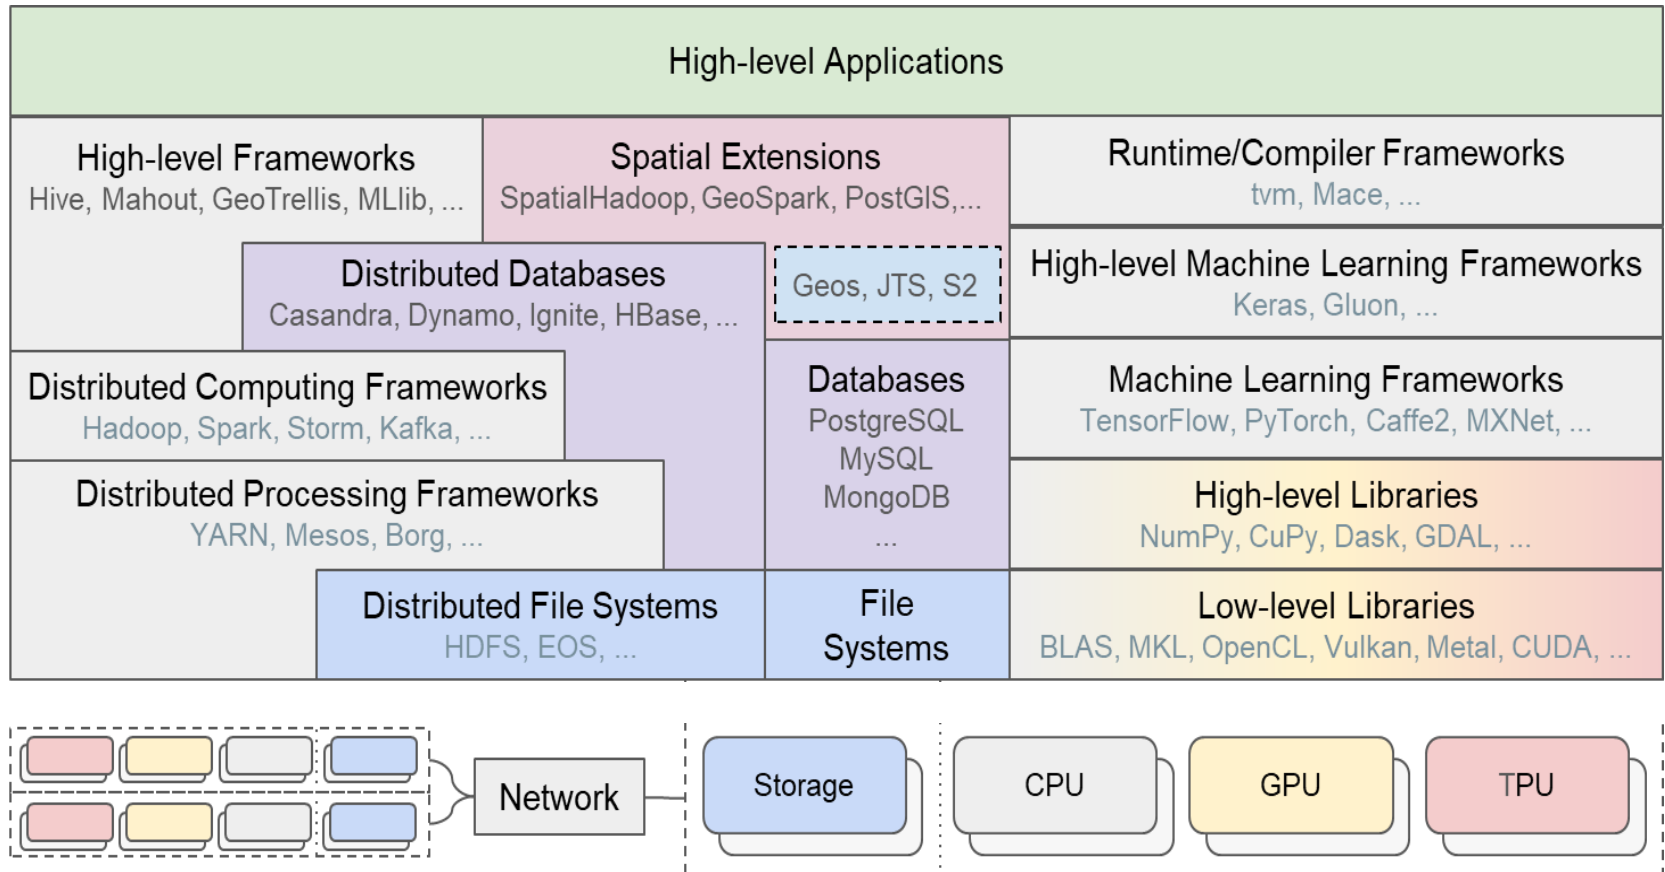 High-level Applications
High-level Frameworks
Hive, Mahout, GeoTrellis, MLlib, ...
Spatial Extensions
SpatialHadoop, GeoSpark, PostGIS,...
Geos, JTS, S2
Runtime/Compiler Frameworks
tvm, Mace, ...
High-level Machine Learning Frameworks
Keras, Gluon, ...
Distributed Databases
Casandra, Dynamo, Ignite, HBase, ...
Distributed Computing Frameworks
Hadoop, Spark, Storm, Kafka, ...
Databases
PostgreSQL
MySQL
MongoDB
...
Machine Learning Frameworks
TensorFlow, PyTorch, Caffe2, MXNet, ...
Distributed Processing Frameworks
YARN, Mesos, Borg, ...
High-level Libraries
NumPy, CuPy, Dask, GDAL, ...
Distributed File Systems
HDFS, EOS, ...
File
Systems
Low-level Libraries
BLAS, MKL, OpenCL, Vulkan, Metal, CUDA, ...
Network
Storage
CPU
GPU
TPU